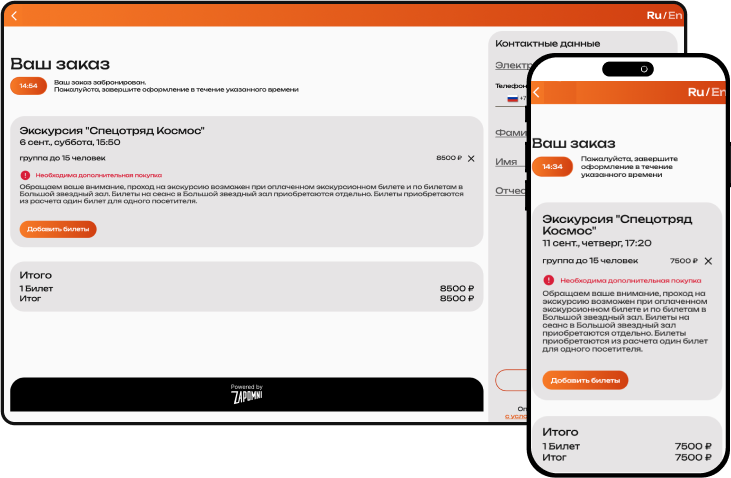 Ru / En
Ваш заказ
14:54
Ваш заказ забронирован.
Пожалуйста, завершите оформление в течение указанного времени
Экскурсия "Спецотряд Космос"
6 сент., суббота, 15:50
группа до 15 человек
8500 ₽
Необходима дополнительная покупка
Обращаем ваше внимание, проход на экскурсию возможен при оплаченном экскурсионном билете и по билетам в
Большой звездный зал. Билеты на сеанс в Большой звездный зал приобретаются отдельно. Билеты приобретаются
из расчета один билет для одного посетителя.
Добавить билеты
Итого
1 Билет 8500 ₽
Итог 8500 ₽
Powered by
ZAPOMNI
Контактные данные
Электр
Телефон
+7
Фами
Имя
Отчес
Оп
с усло
Ru / En
Ваш заказ
14:34
Пожалуйста, завершите
оформление в течение
указанного времени
Экскурсия "Спецотряд
Космос"
11 сент., четверг, 17:20
группа до 15 человек
7500 ₽
Необходима дополнительная покупка
Обращаем ваше внимание, проход на
экскурсию возможен при оплаченном
экскурсионном билете и по билетам в
Большой звездный зал. Билеты на
сеанс в Большой звездный зал
приобретаются отдельно. Билеты
приобретаются из расчета один билет
для одного посетителя.
Добавить билеты
Итого
1 Билет 7500 ₽
Итог 7500 ₽